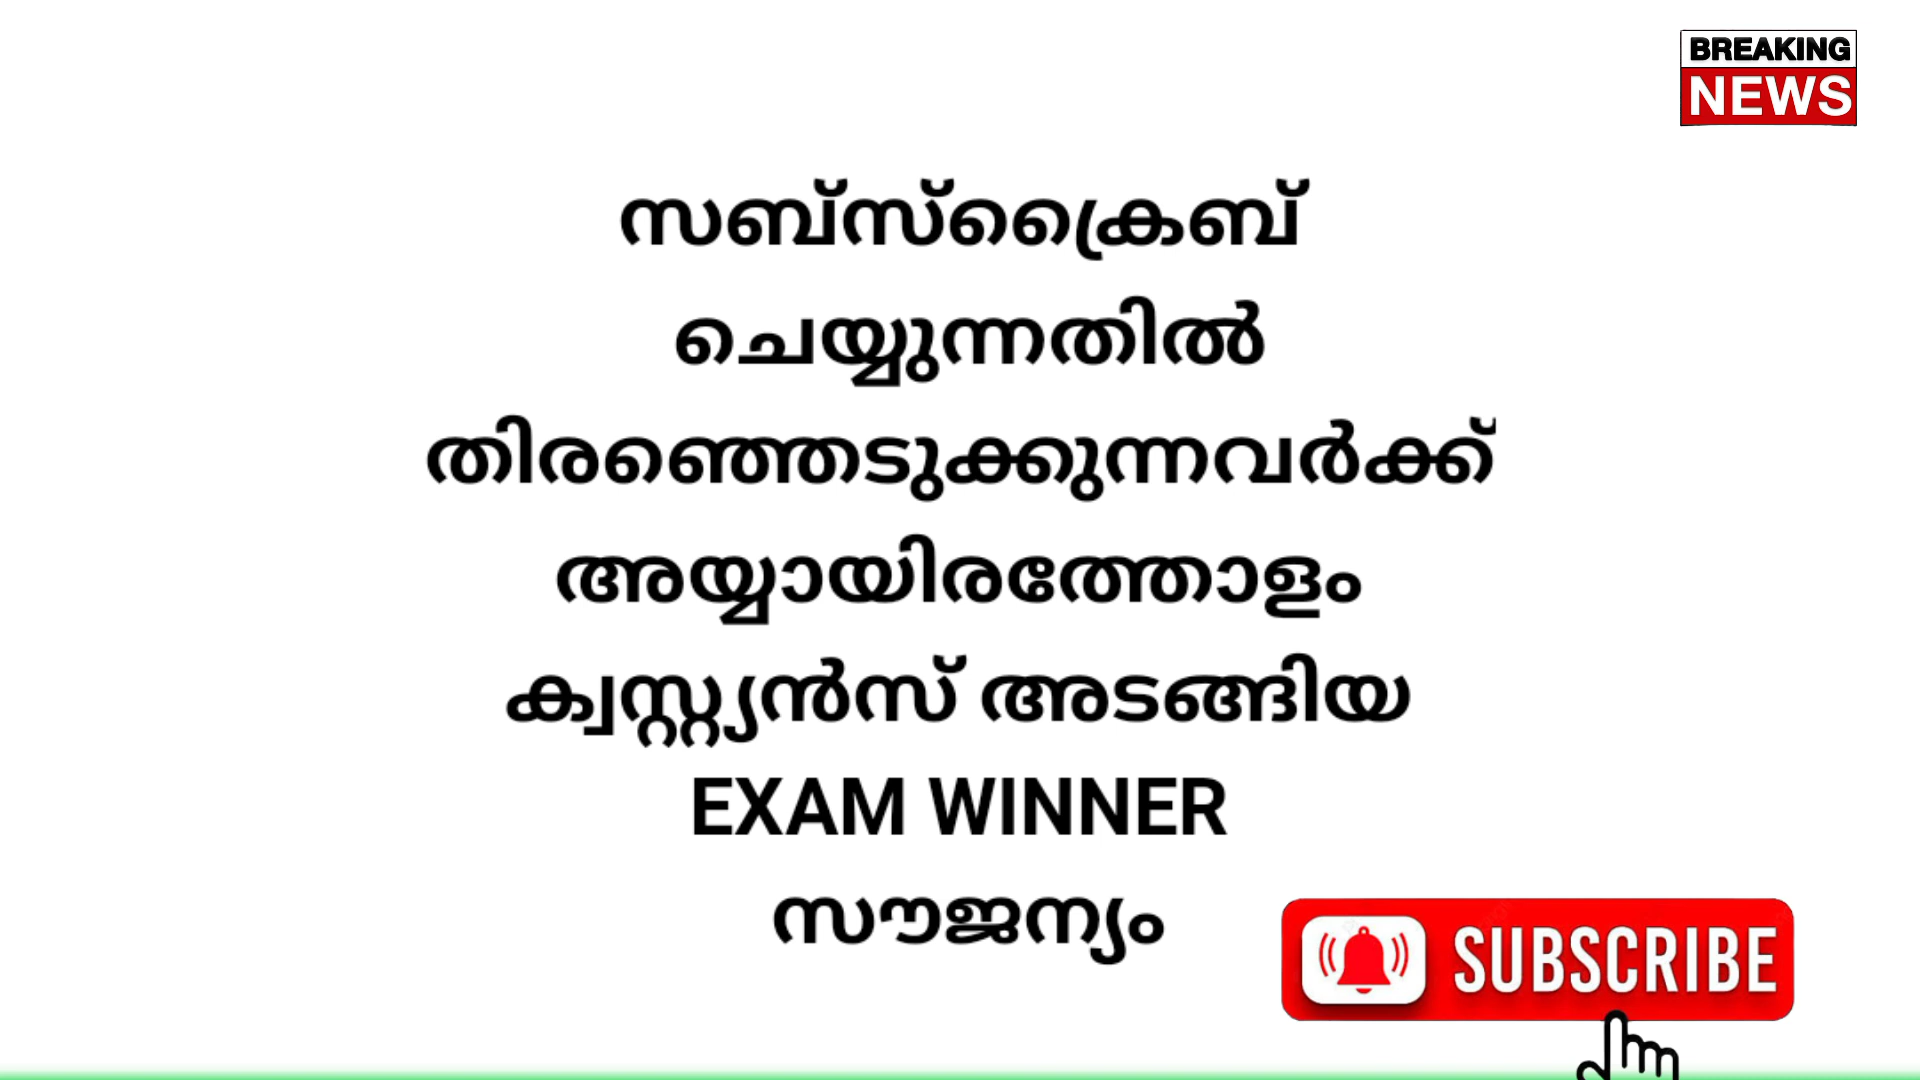 BREAKING
NEWS
സബ്സ്ക്രൈബ്
ചെയ്യുന്നതിൽ
തിരഞ്ഞെടുക്കുന്നവർക്ക്
അയ്യായിരത്തോളം
ക്വസ്റ്റ്യൻസ് അടങ്ങിയ
EXAM WINNER
സൗജന്യം
SUBSCRIBE